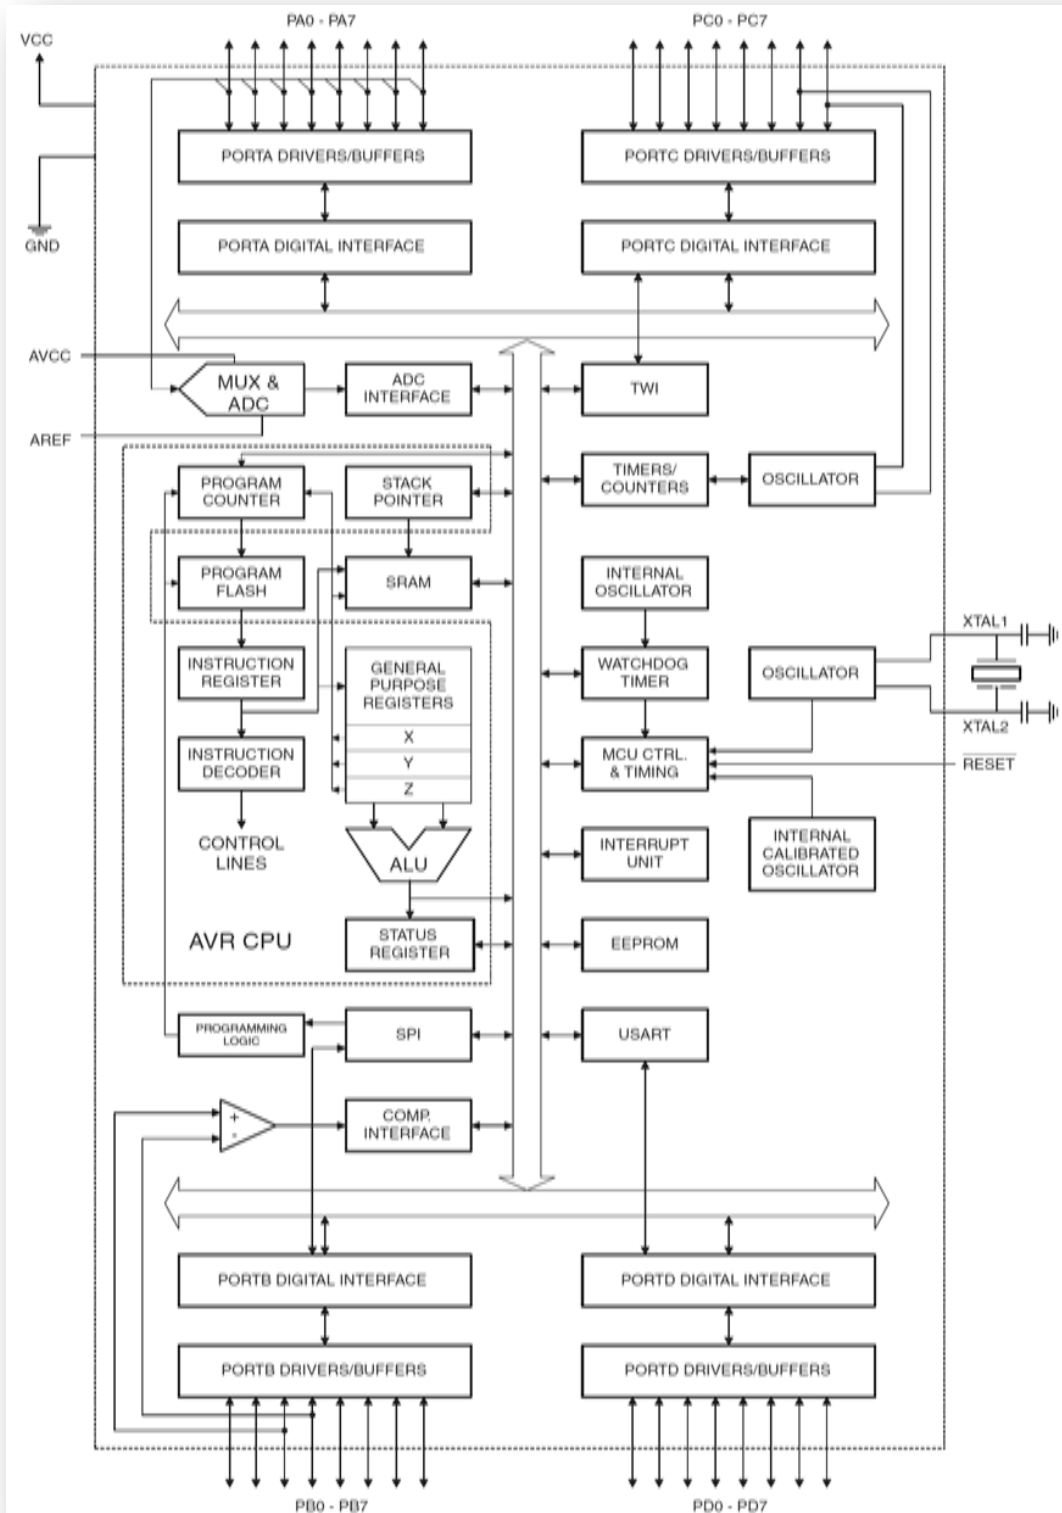 PA0 - PA7
PC0 - PC7
VCC
PORTA DRIVERS/BUFFERS
PORTC DRIVERS/BUFFERS
GND
PORTA DIGITAL INTERFACE
PORTC DIGITAL INTERFACE
AVCC
MUX &
ADC
ADC
INTERFACE
TWI
AREF
PROGRAM
COUNTER
STACK
POINTER
TIMERS/
COUNTERS
OSCILLATOR
PROGRAM
FLASH
SRAM
INTERNAL
OSCILLATOR
XTAL1
INSTRUCTION
REGISTER
GENERAL
PURPOSE
REGISTERS
WATCHDOG
TIMER
OSCILLATOR
XTAL2
X
Y
Z
INSTRUCTION
DECODER
MCU CTRL.
& TIMING
RESET
CONTROL
LINES
ALU
INTERRUPT
UNIT
INTERNAL
CALIBRATED
OSCILLATOR
AVR CPU
STATUS
REGISTER
EEPROM
PROGRAMMING
LOGIC
SPI
USART
+
-
COMP.
INTERFACE
PORTB DIGITAL INTERFACE
PORTD DIGITAL INTERFACE
PORTB DRIVERS/BUFFERS
PORTD DRIVERS/BUFFERS
PB0 - PB7
PD0 - PD7